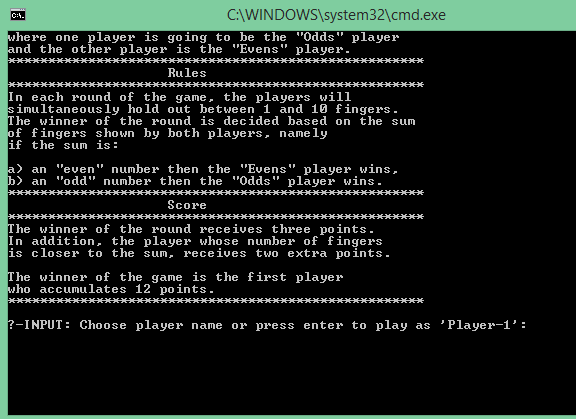 C:\WINDOWS\system32\cmd.exe
where one player is going to be the "Odds" player
and the other player is the "Evens" player.
****************************************************
Rules
****************************************************
In each round of the game, the players will
simultaneously hold out between 1 and 10 fingers.
The winner of the round is decided based on the sum
of fingers shown by both players, namely
if the sum is:
a) an "even" number then the "Evens" player wins,
b) an "odd" number then the "Odds" player wins.
****************************************************
Score
****************************************************
The winner of the round receives three points.
In addition, the player whose number of fingers
is closer to the sum, receives two extra points.
The winner of the game is the first player
who accumulates 12 points.
****************************************************
?-INPUT: Choose player name or press enter to play as 'Player-1':